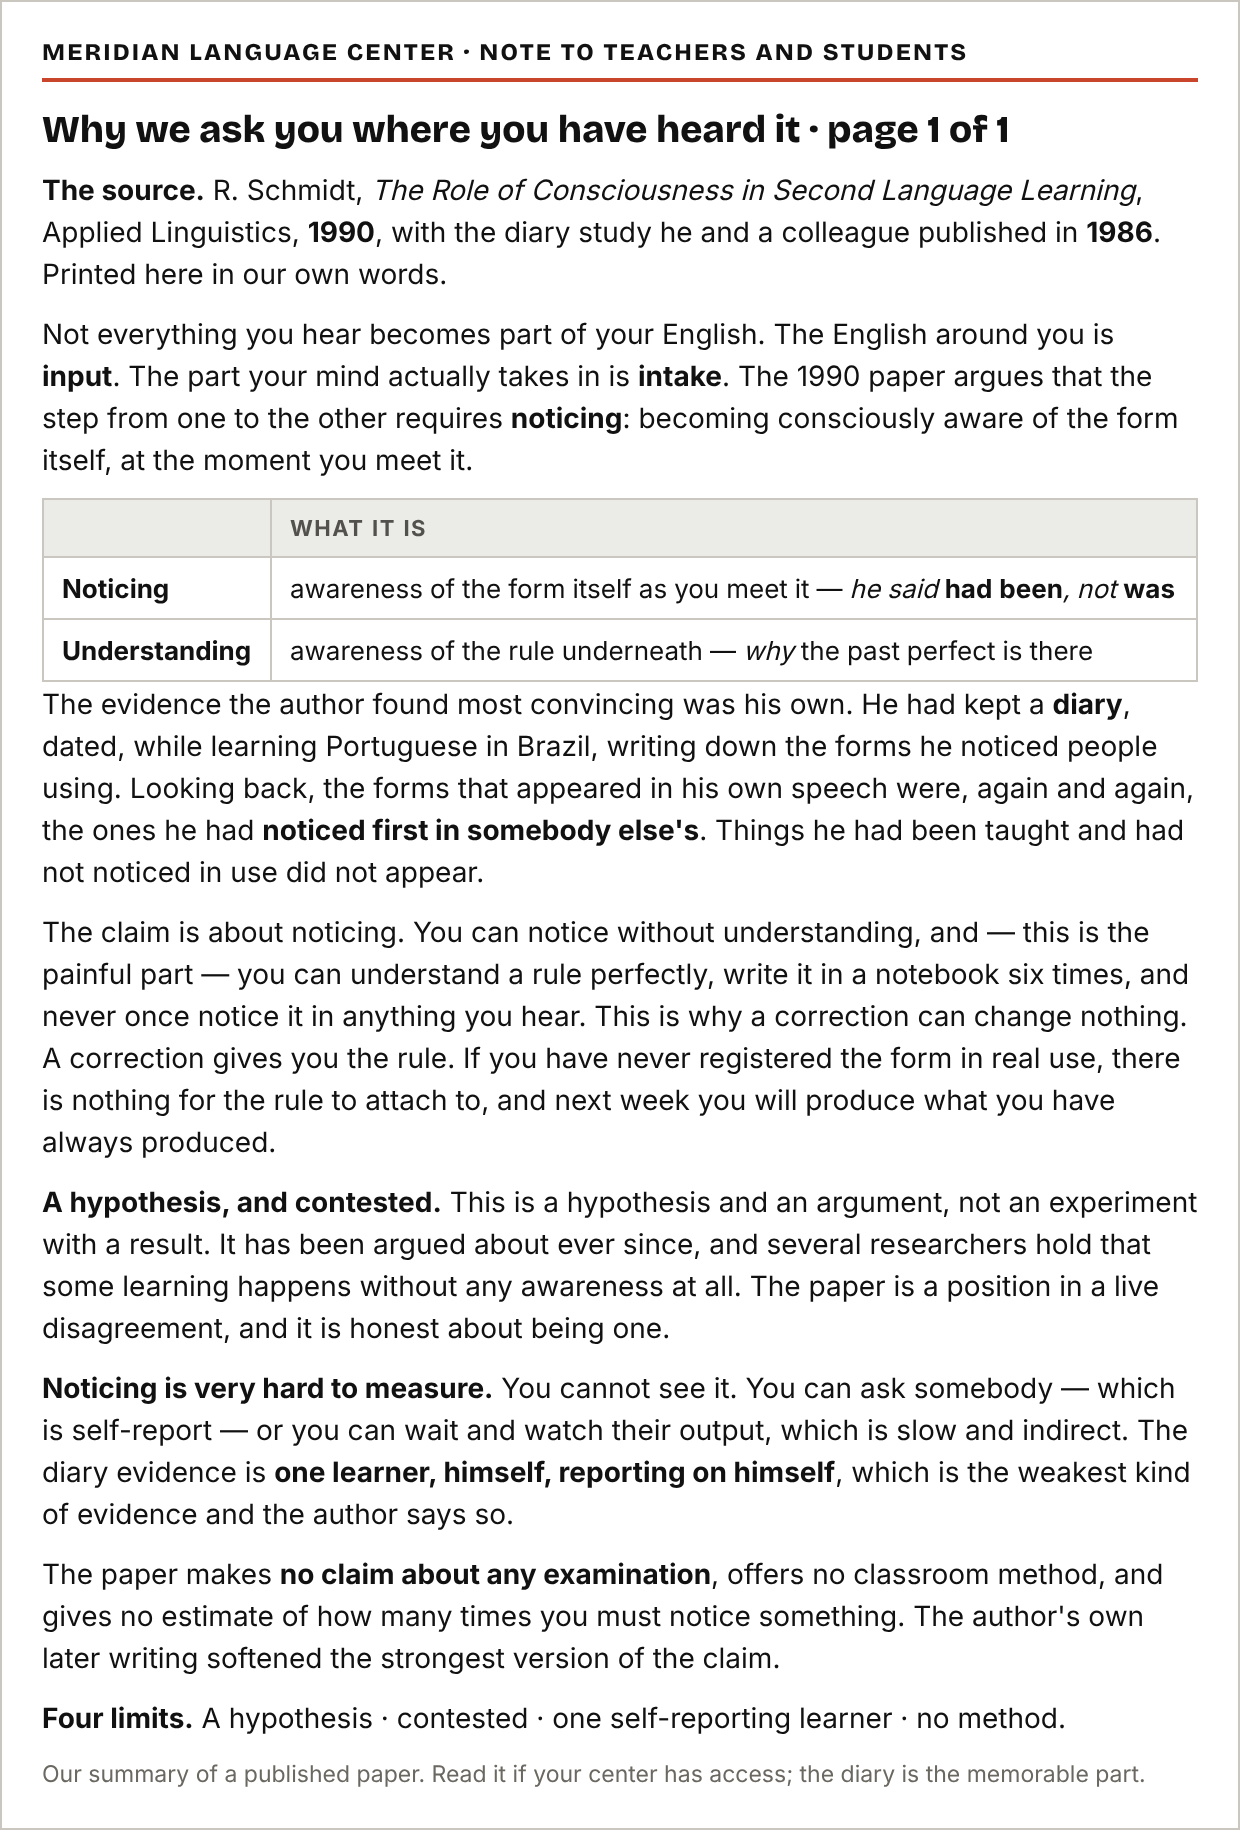 MERIDIAN LANGUAGE CENTER · NOTE TO TEACHERS AND STUDENTS
Why we ask you where you have heard it · page 1 of 1
The source. R. Schmidt, The Role of Consciousness in Second Language Learning,
Applied Linguistics, 1990, with the diary study he and a colleague published in 1986.
Printed here in our own words.
Not everything you hear becomes part of your English. The English around you is
input. The part your mind actually takes in is intake. The 1990 paper argues that the
step from one to the other requires noticing: becoming consciously aware of the form
itself, at the moment you meet it.
WHAT IT IS
Noticing awareness of the form itself as you meet it — he said had been, not was
Understanding awareness of the rule underneath — why the past perfect is there
The evidence the author found most convincing was his own. He had kept a diary,
dated, while learning Portuguese in Brazil, writing down the forms he noticed people
using. Looking back, the forms that appeared in his own speech were, again and again,
the ones he had noticed first in somebody else's. Things he had been taught and had
not noticed in use did not appear.
The claim is about noticing. You can notice without understanding, and — this is the
painful part — you can understand a rule perfectly, write it in a notebook six times, and
never once notice it in anything you hear. This is why a correction can change nothing.
A correction gives you the rule. If you have never registered the form in real use, there
is nothing for the rule to attach to, and next week you will produce what you have
always produced.
A hypothesis, and contested. This is a hypothesis and an argument, not an experiment
with a result. It has been argued about ever since, and several researchers hold that
some learning happens without any awareness at all. The paper is a position in a live
disagreement, and it is honest about being one.
Noticing is very hard to measure. You cannot see it. You can ask somebody — which
is self-report — or you can wait and watch their output, which is slow and indirect. The
diary evidence is one learner, himself, reporting on himself, which is the weakest kind
of evidence and the author says so.
The paper makes no claim about any examination, offers no classroom method, and
gives no estimate of how many times you must notice something. The author's own
later writing softened the strongest version of the claim.
Four limits. A hypothesis · contested · one self-reporting learner · no method.
Our summary of a published paper. Read it if your center has access; the diary is the memorable part.